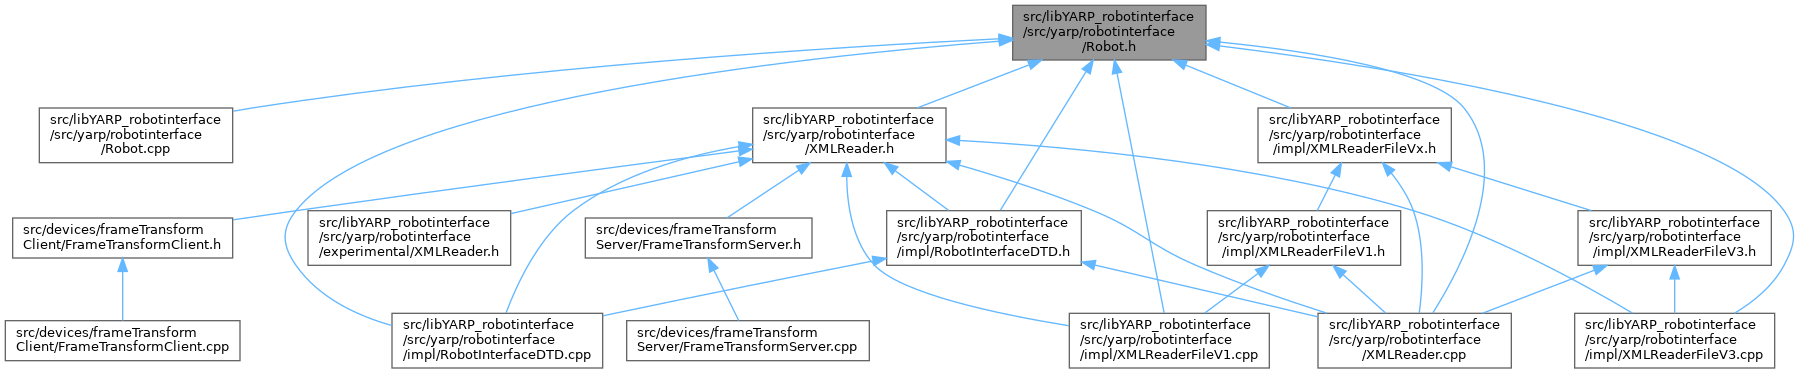 src/libYARP_robotinterface
/src/yarp/robotinterface
/Robot.h
src/libYARP_robotinterface
/src/yarp/robotinterface
/Robot.cpp
src/libYARP_robotinterface
/src/yarp/robotinterface
/XMLReader.h
src/libYARP_robotinterface
/src/yarp/robotinterface
/impl/XMLReaderFileVx.h
src/devices/frameTransform
Client/FrameTransformClient.h
src/libYARP_robotinterface
/src/yarp/robotinterface
/experimental/XMLReader.h
src/devices/frameTransform
Server/FrameTransformServer.h
src/libYARP_robotinterface
/src/yarp/robotinterface
/impl/RobotInterfaceDTD.h
src/libYARP_robotinterface
/src/yarp/robotinterface
/impl/XMLReaderFileV1.h
src/libYARP_robotinterface
/src/yarp/robotinterface
/impl/XMLReaderFileV3.h
src/devices/frameTransform
Client/FrameTransformClient.cpp
src/libYARP_robotinterface
/src/yarp/robotinterface
/impl/RobotInterfaceDTD.cpp
src/devices/frameTransform
Server/FrameTransformServer.cpp
src/libYARP_robotinterface
/src/yarp/robotinterface
/impl/XMLReaderFileV1.cpp
src/libYARP_robotinterface
/src/yarp/robotinterface
/XMLReader.cpp
src/libYARP_robotinterface
/src/yarp/robotinterface
/impl/XMLReaderFileV3.cpp